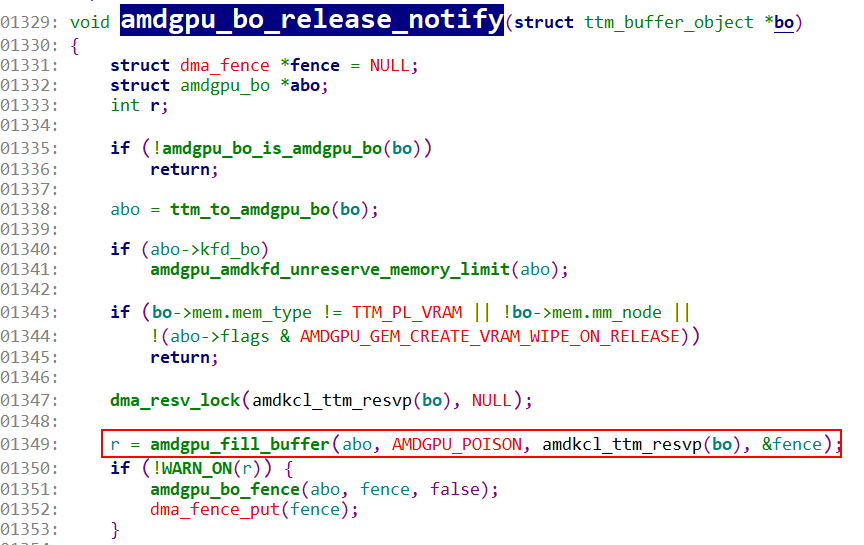 01329: void amdgpu_bo_release_notify(struct ttm_buffer_object *bo)
01330: {
01331:     struct dma_fence *fence = NULL;
01332:     struct amdgpu_bo *abo;
01333:     int r;
01334:
01335:     if (!amdgpu_bo_is_amdgpu_bo(bo))
01336:         return;
01337:
01338:     abo = ttm_to_amdgpu_bo(bo);
01339:
01340:     if (abo->kfd_bo)
01341:         amdgpu_amdkfd_unreserve_memory_limit(abo);
01342:
01343:     if (bo->mem.mem_type != TTM_PL_VRAM || !bo->mem.mm_node ||
01344:         !(abo->flags & AMDGPU_GEM_CREATE_VRAM_WIPE_ON_RELEASE))
01345:         return;
01346:
01347:     dma_resv_lock(amdkcl_ttm_resvp(bo), NULL);
01348:
01349:     r = amdgpu_fill_buffer(abo, AMDGPU_POISON, amdkcl_ttm_resvp(bo), &fence);
01350:     if (!WARN_ON(r)) {
01351:         amdgpu_bo_fence(abo, fence, false);
01352:         dma_fence_put(fence);
01353:     }